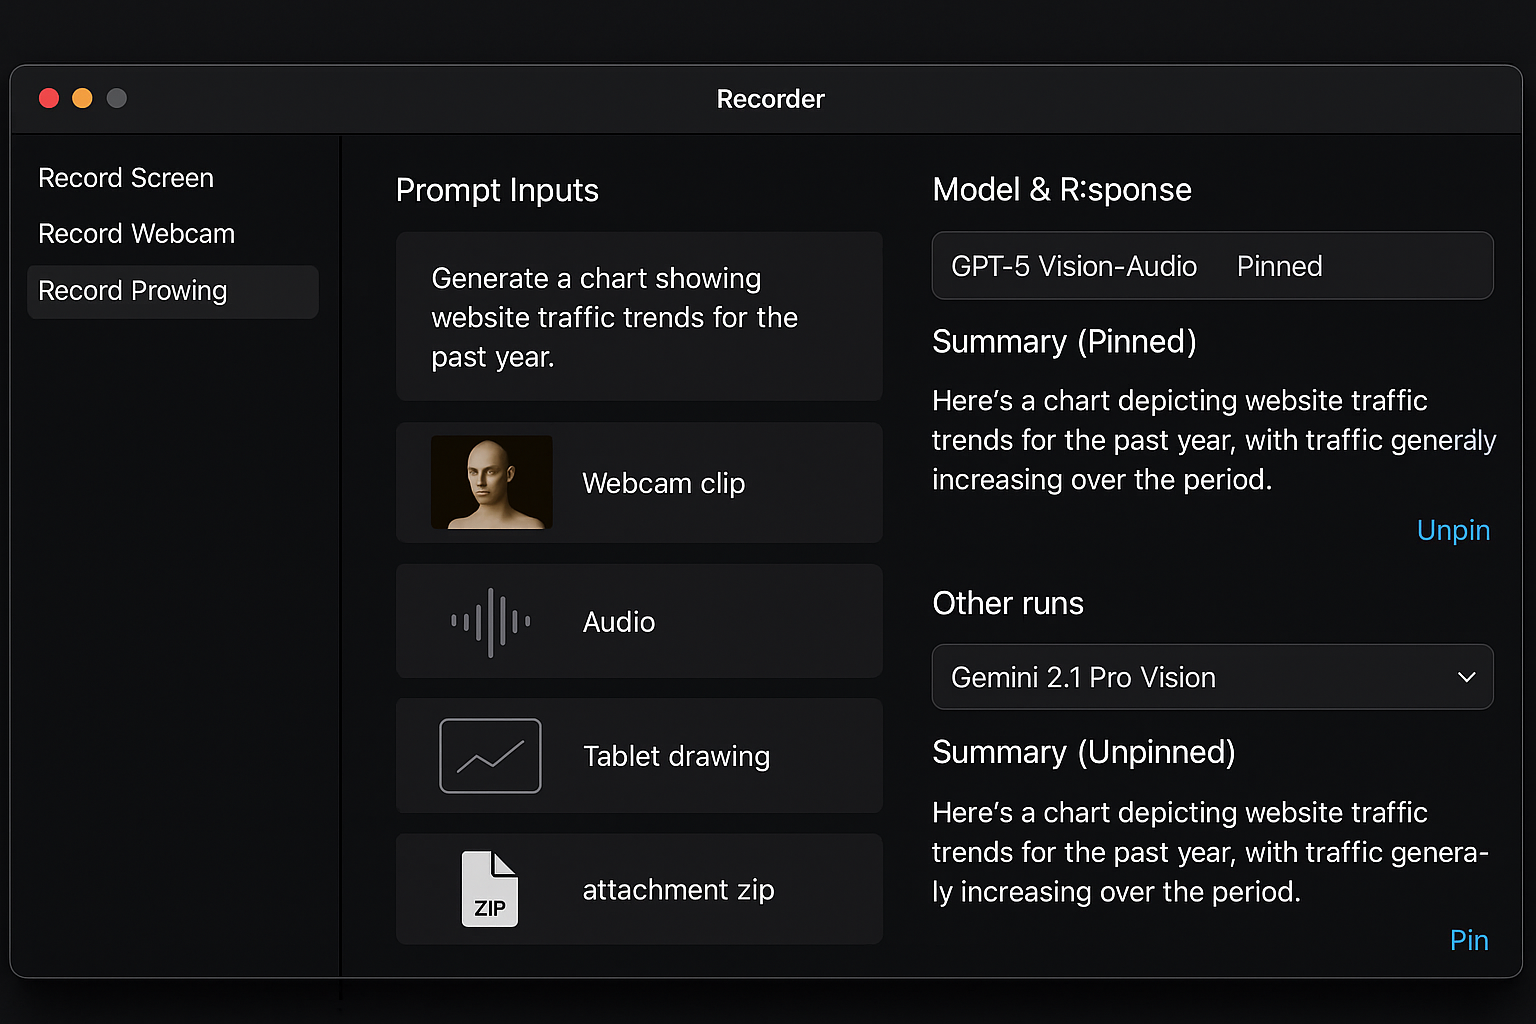 Recorder
Record Screen
Record Webcam
Record Prowing
Prompt Inputs
Generate a chart showing
website traffic trends for the
past year.
Webcam clip
Audio
Tablet drawing
ZIP
attachment zip
Model & R:sponse
GPT-5 Vision-Audio Pinned
Summary (Pinned)
Here’s a chart depicting website traffic
trends for the past year, with traffic generally
increasing over the period.
Unpin
Other runs
Gemini 2.1 Pro Vision
Summary (Unpinned)
Here’s a chart depicting website traffic
trends for the past year, with traffic genera-
ly increasing over the period.
Pin